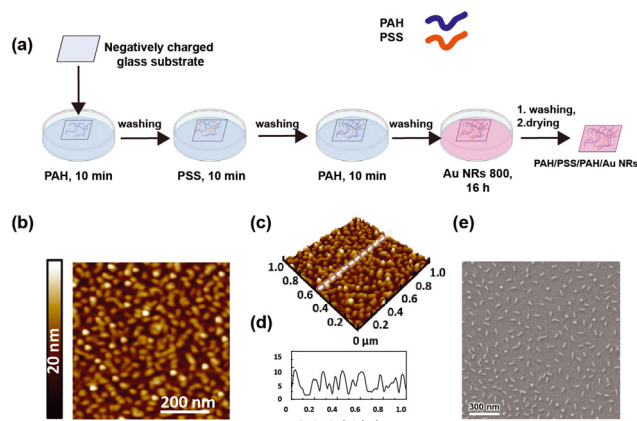 PAH
PSS
(a)
Negatively charged
glass substrate
washing
washing
washing
1. washing,
2.drying
PAH, 10 min
PSS, 10 min
PAH, 10 min
Au NRs 800,
16 h
PAH/PSS/PAH/Au NRs
(b)
20 nm
200 nm
(c)
1.0
0.8
0.6
0.4
0.2
0 µm
0.2
0.4
0.6
0.8
1.0
(d)
15
10
5
0
0
0.2
0.4
0.6
0.8
1.0
(e)
300 nm